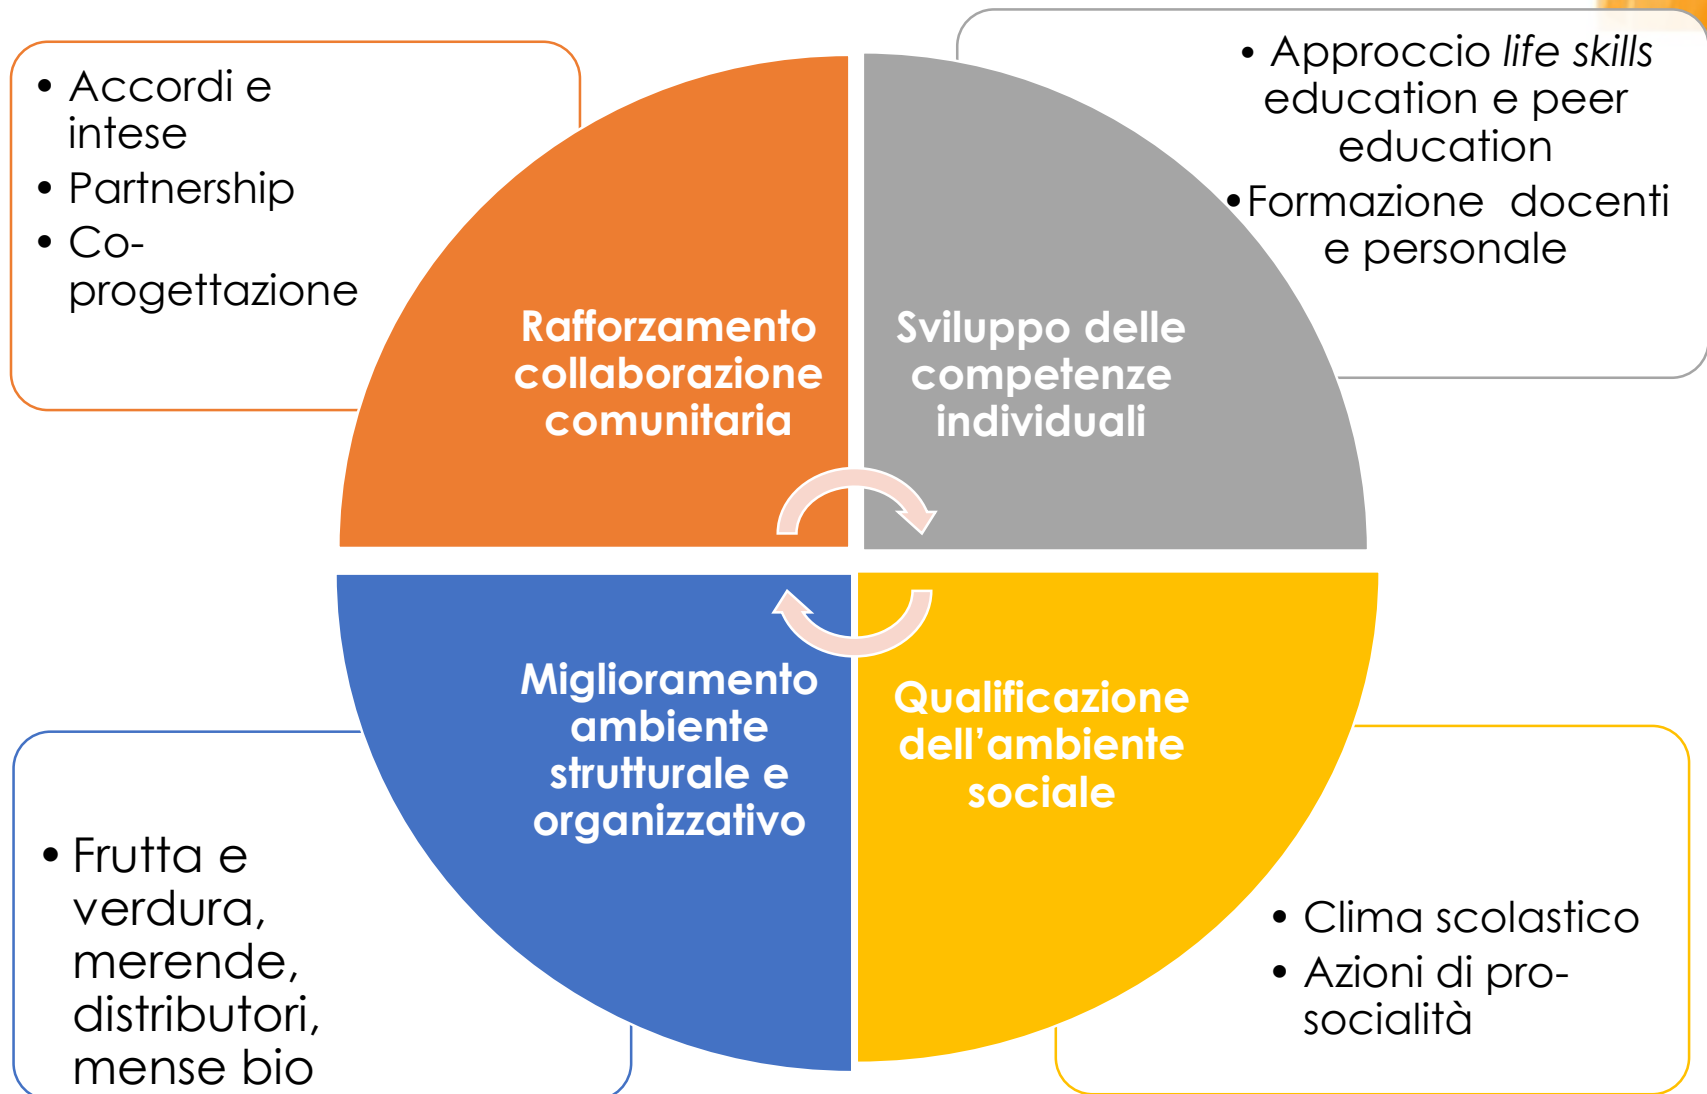 • Accordi e
intese
• Partnership
• Co-
progettazione
• Approccio life skills
education e peer
education
•Formazione docenti
e personale
Rafforzamento
collaborazione
comunitaria
Sviluppo delle
competenze
individuali
Miglioramento
ambiente
strutturale e
organizzativo
Qualificazione
dell’ambiente
sociale
• Frutta e
verdura,
merende,
distributori,
mense bio
• Clima scolastico
• Azioni di pro-
socialità